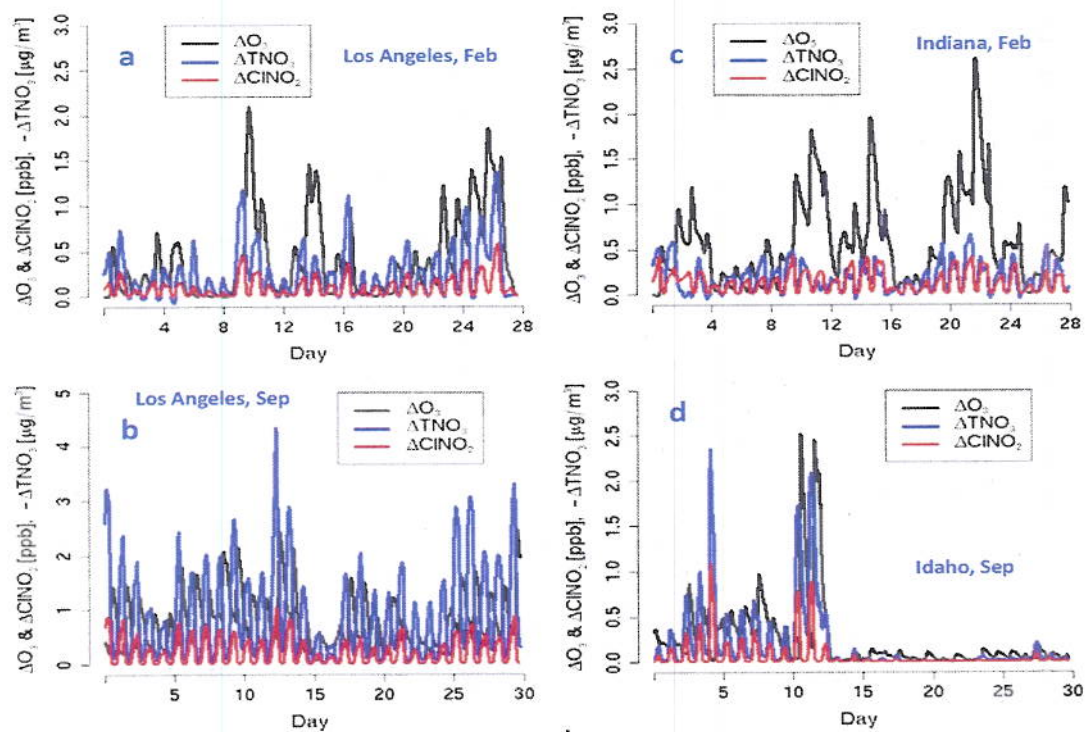 a
ΔO₃
ΔTNO₃
ΔClNO₂
Los Angeles, Feb
ΔO₃ & ΔClNO₂ [ppb], - ΔTNO₃ [μg/m³]
3.0
2.5
2.0
1.5
1.0
0.5
0.0
4
8
12
16
20
24
28
Day
c
ΔO₃
ΔTNO₃
ΔClNO₂
Indiana, Feb
ΔO₃ & ΔClNO₂ [ppb], - ΔTNO₃ [μg/m³]
3.0
2.5
2.0
1.5
1.0
0.5
0.0
4
8
12
16
20
24
28
Day
Los Angeles, Sep
b
ΔO₃
ΔTNO₃
ΔClNO₂
ΔO₃ & ΔClNO₂ [ppb], - ΔTNO₃ [μg/m³]
5
4
3
2
1
0
5
10
15
20
25
30
Day
d
ΔO₃
ΔTNO₃
ΔClNO₂
Idaho, Sep
ΔO₃ & ΔClNO₂ [ppb], - ΔTNO₃ [μg/m³]
3.0
2.5
2.0
1.5
1.0
0.5
0.0
5
10
15
20
25
30
Day